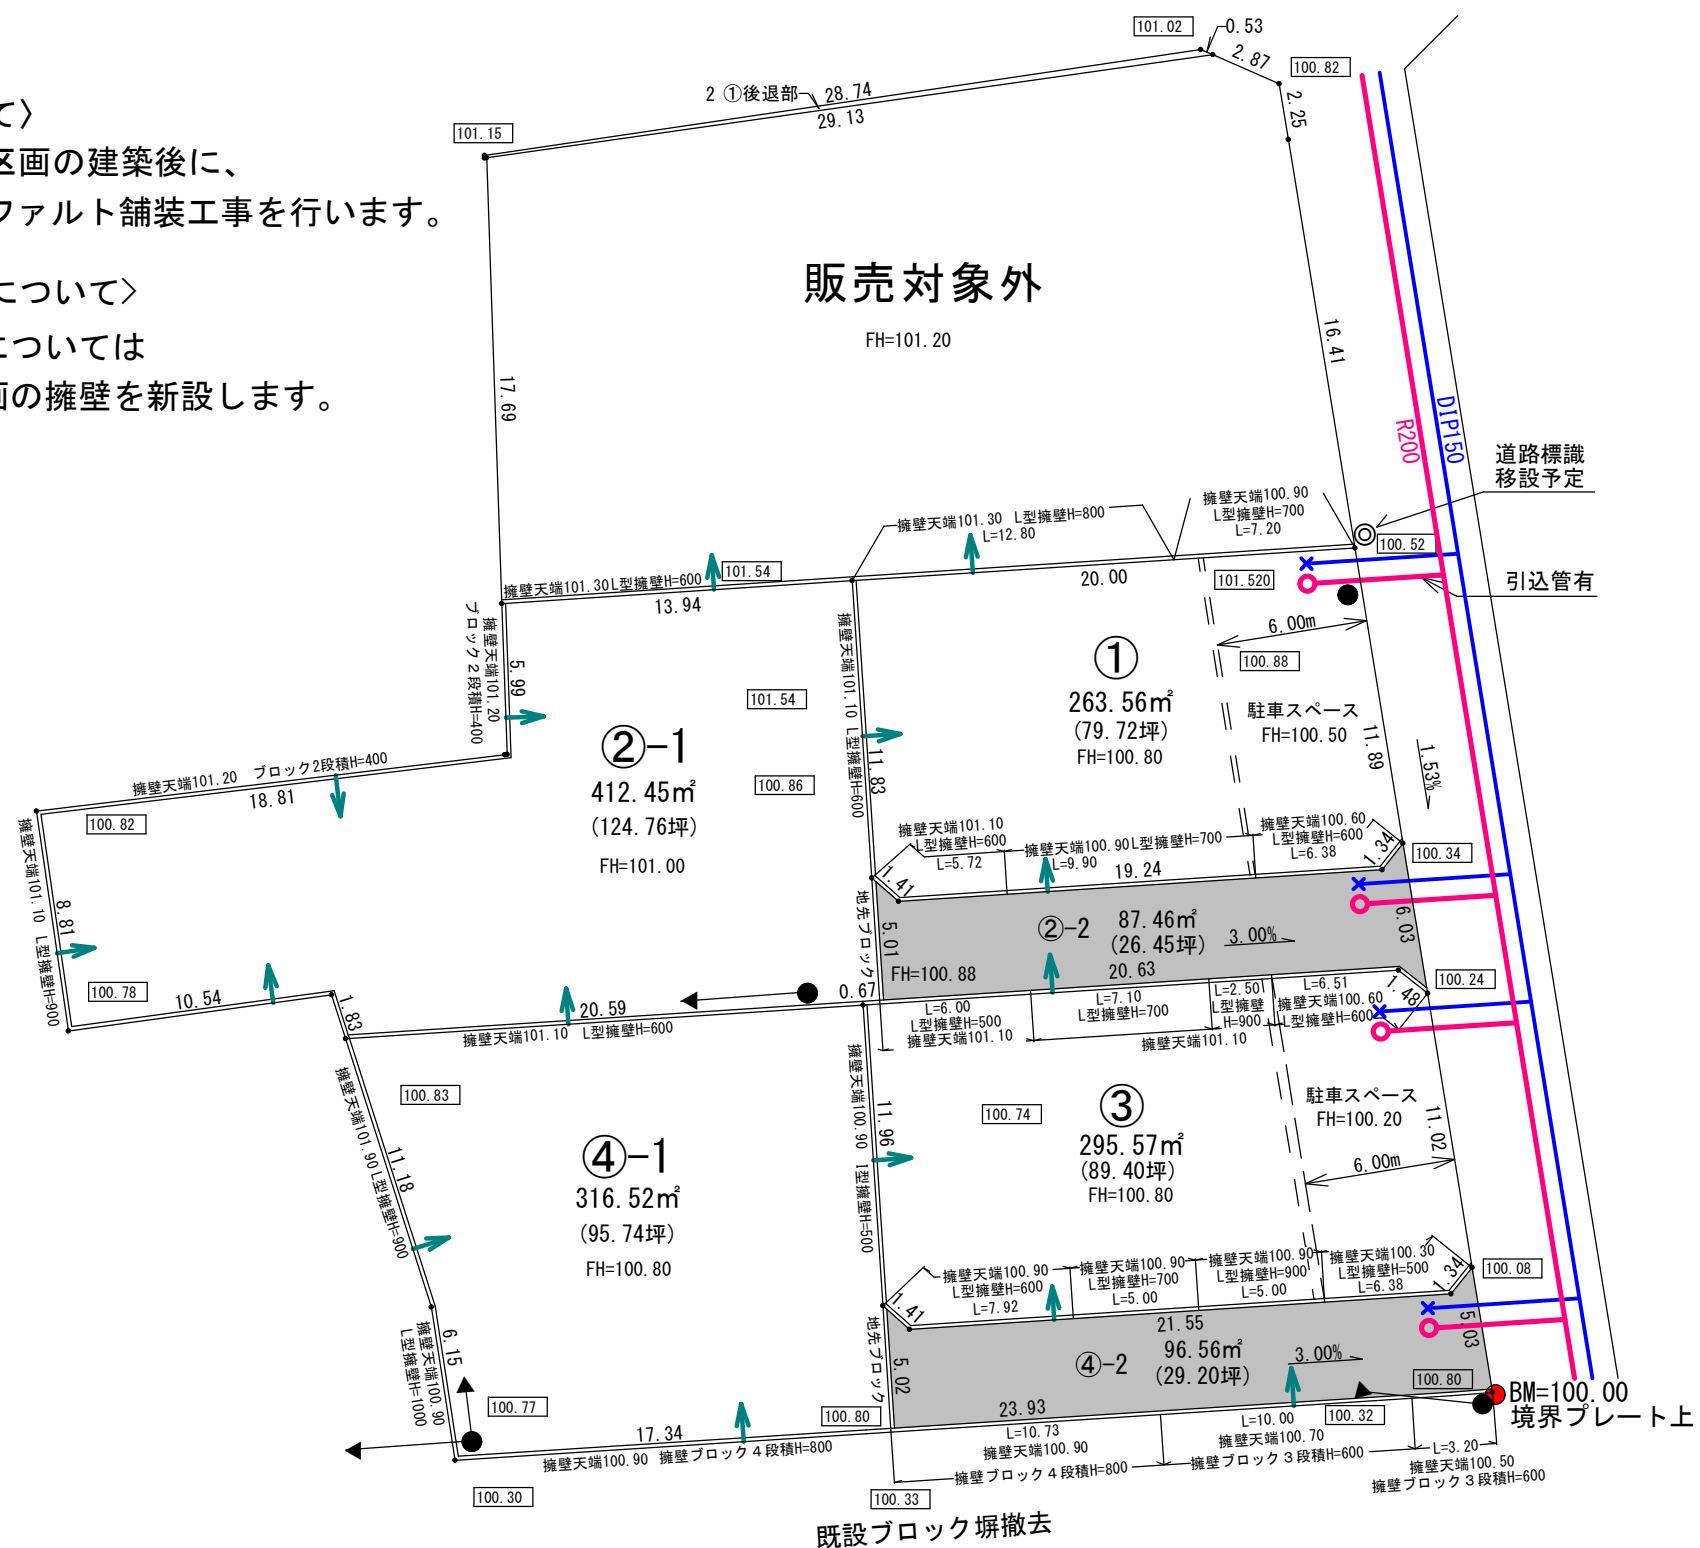 て〉
区画の建築後に、
ファルト舗装工事を行います。
について〉
については
画の擁壁を新設します。
101.02
0.53
2.87
100.82
2 ①後退部
28.74
29.13
2.25
101.15
販売対象外
FH=101.20
16.41
17.69
DIP150
R200
道路標識
移設予定
引込管有
擁壁天端101.30 L型擁壁H=800
L=12.80
擁壁天端100.90
L型擁壁H=700
L=7.20
100.52
擁壁天端101.30L型擁壁H=600
101.54
13.94
20.00
101.520
6.00m
100.88
擁壁天端101.20
ブロック2段積H=400
5.99
擁壁天端101.10 L型擁壁H=600
11.83
①
263.56㎡
(79.72坪)
FH=100.80
駐車スペース
FH=100.50
11.89
1.53%
101.54
②-1
412.45㎡
(124.76坪)
FH=101.00
100.86
擁壁天端101.20 ブロック2段積H=400
18.81
100.82
擁壁天端101.10 L型擁壁H=900
8.81
100.78
10.54
1.83
擁壁天端101.10
L型擁壁H=600
L=5.72
擁壁天端100.90L型擁壁H=700
L=9.90
擁壁天端100.60
L型擁壁H=600
L=6.38
1.34
100.34
1.41
19.24
地先ブロック
5.01
②-2
87.46㎡
(26.45坪)
3.00%
6.03
FH=100.88
20.63
100.24
0.67
20.59
擁壁天端101.10 L型擁壁H=600
L=6.00
L型擁壁H=500
擁壁天端101.10
L=7.10
L型擁壁H=700
L=2.50
L型擁壁
H=900
擁壁天端101.10
L=6.51
擁壁天端100.60
L型擁壁H=600
1.48
100.83
擁壁天端101.90L型擁壁H=900
11.18
擁壁天端100.90 I型擁壁H=500
11.96
100.74
③
295.57㎡
(89.40坪)
FH=100.80
駐車スペース
FH=100.20
11.02
6.00m
④-1
316.52㎡
(95.74坪)
FH=100.80
擁壁天端100.90
L型擁壁H=600
L=7.92
擁壁天端100.90
L型擁壁H=700
L=5.00
擁壁天端100.90
L型擁壁H=900
L=5.00
擁壁天端100.30
L型擁壁H=500
L=6.38
1.34
100.08
1.41
21.55
地先ブロック
5.02
④-2
96.56㎡
(29.20坪)
3.00%
5.03
100.80
BM=100.00
境界プレート上
擁壁天端100.90
L型擁壁H=1000
6.15
100.77
100.80
17.34
擁壁天端100.90 擁壁ブロック4段積H=800
23.93
L=10.73
擁壁天端100.90
擁壁ブロック4段積H=800
L=10.00
擁壁天端100.70
擁壁ブロック3段積H=600
100.32
L=3.20
擁壁天端100.50
擁壁ブロック3段積H=600
100.30
100.33
既設ブロック塀撤去